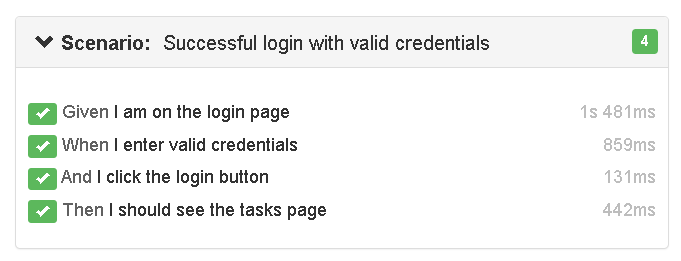 Scenario: Successful login with valid credentials 4
Given I am on the login page 1s 481ms
When I enter valid credentials 859ms
And I click the login button 131ms
Then I should see the tasks page 442ms